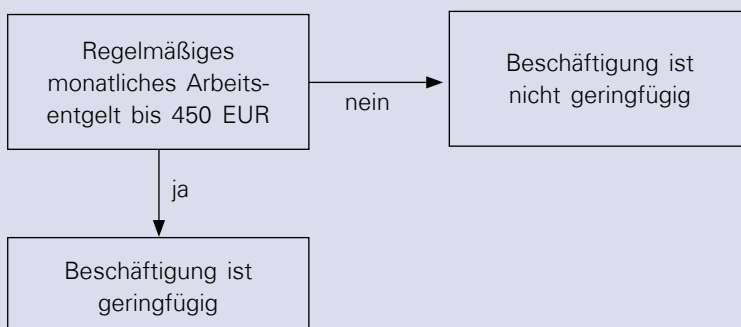 Regelmäßiges
monatliches Arbeits-
entgelt bis 450 EUR
nein
Beschäftigung ist
nicht geringfügig
ja
Beschäftigung ist
geringfügig